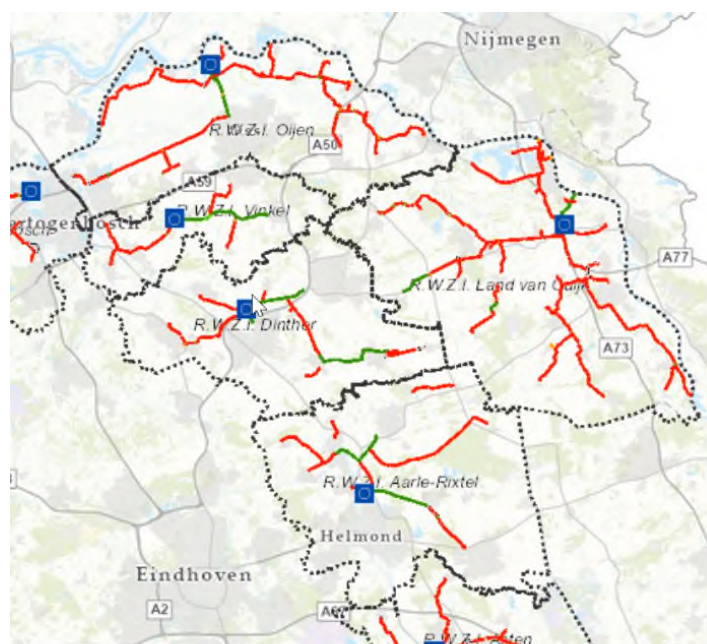 Nijmegen
R.W.Z.I. Oijen
A50
A59
R.W.Z.I. Vinkel
A77
R.W.Z.I. Land van Cuijk
R.W.Z.I. Dinther
A73
R.W.Z.I. Aarle-Rixtel
Helmond
Eindhoven
A2